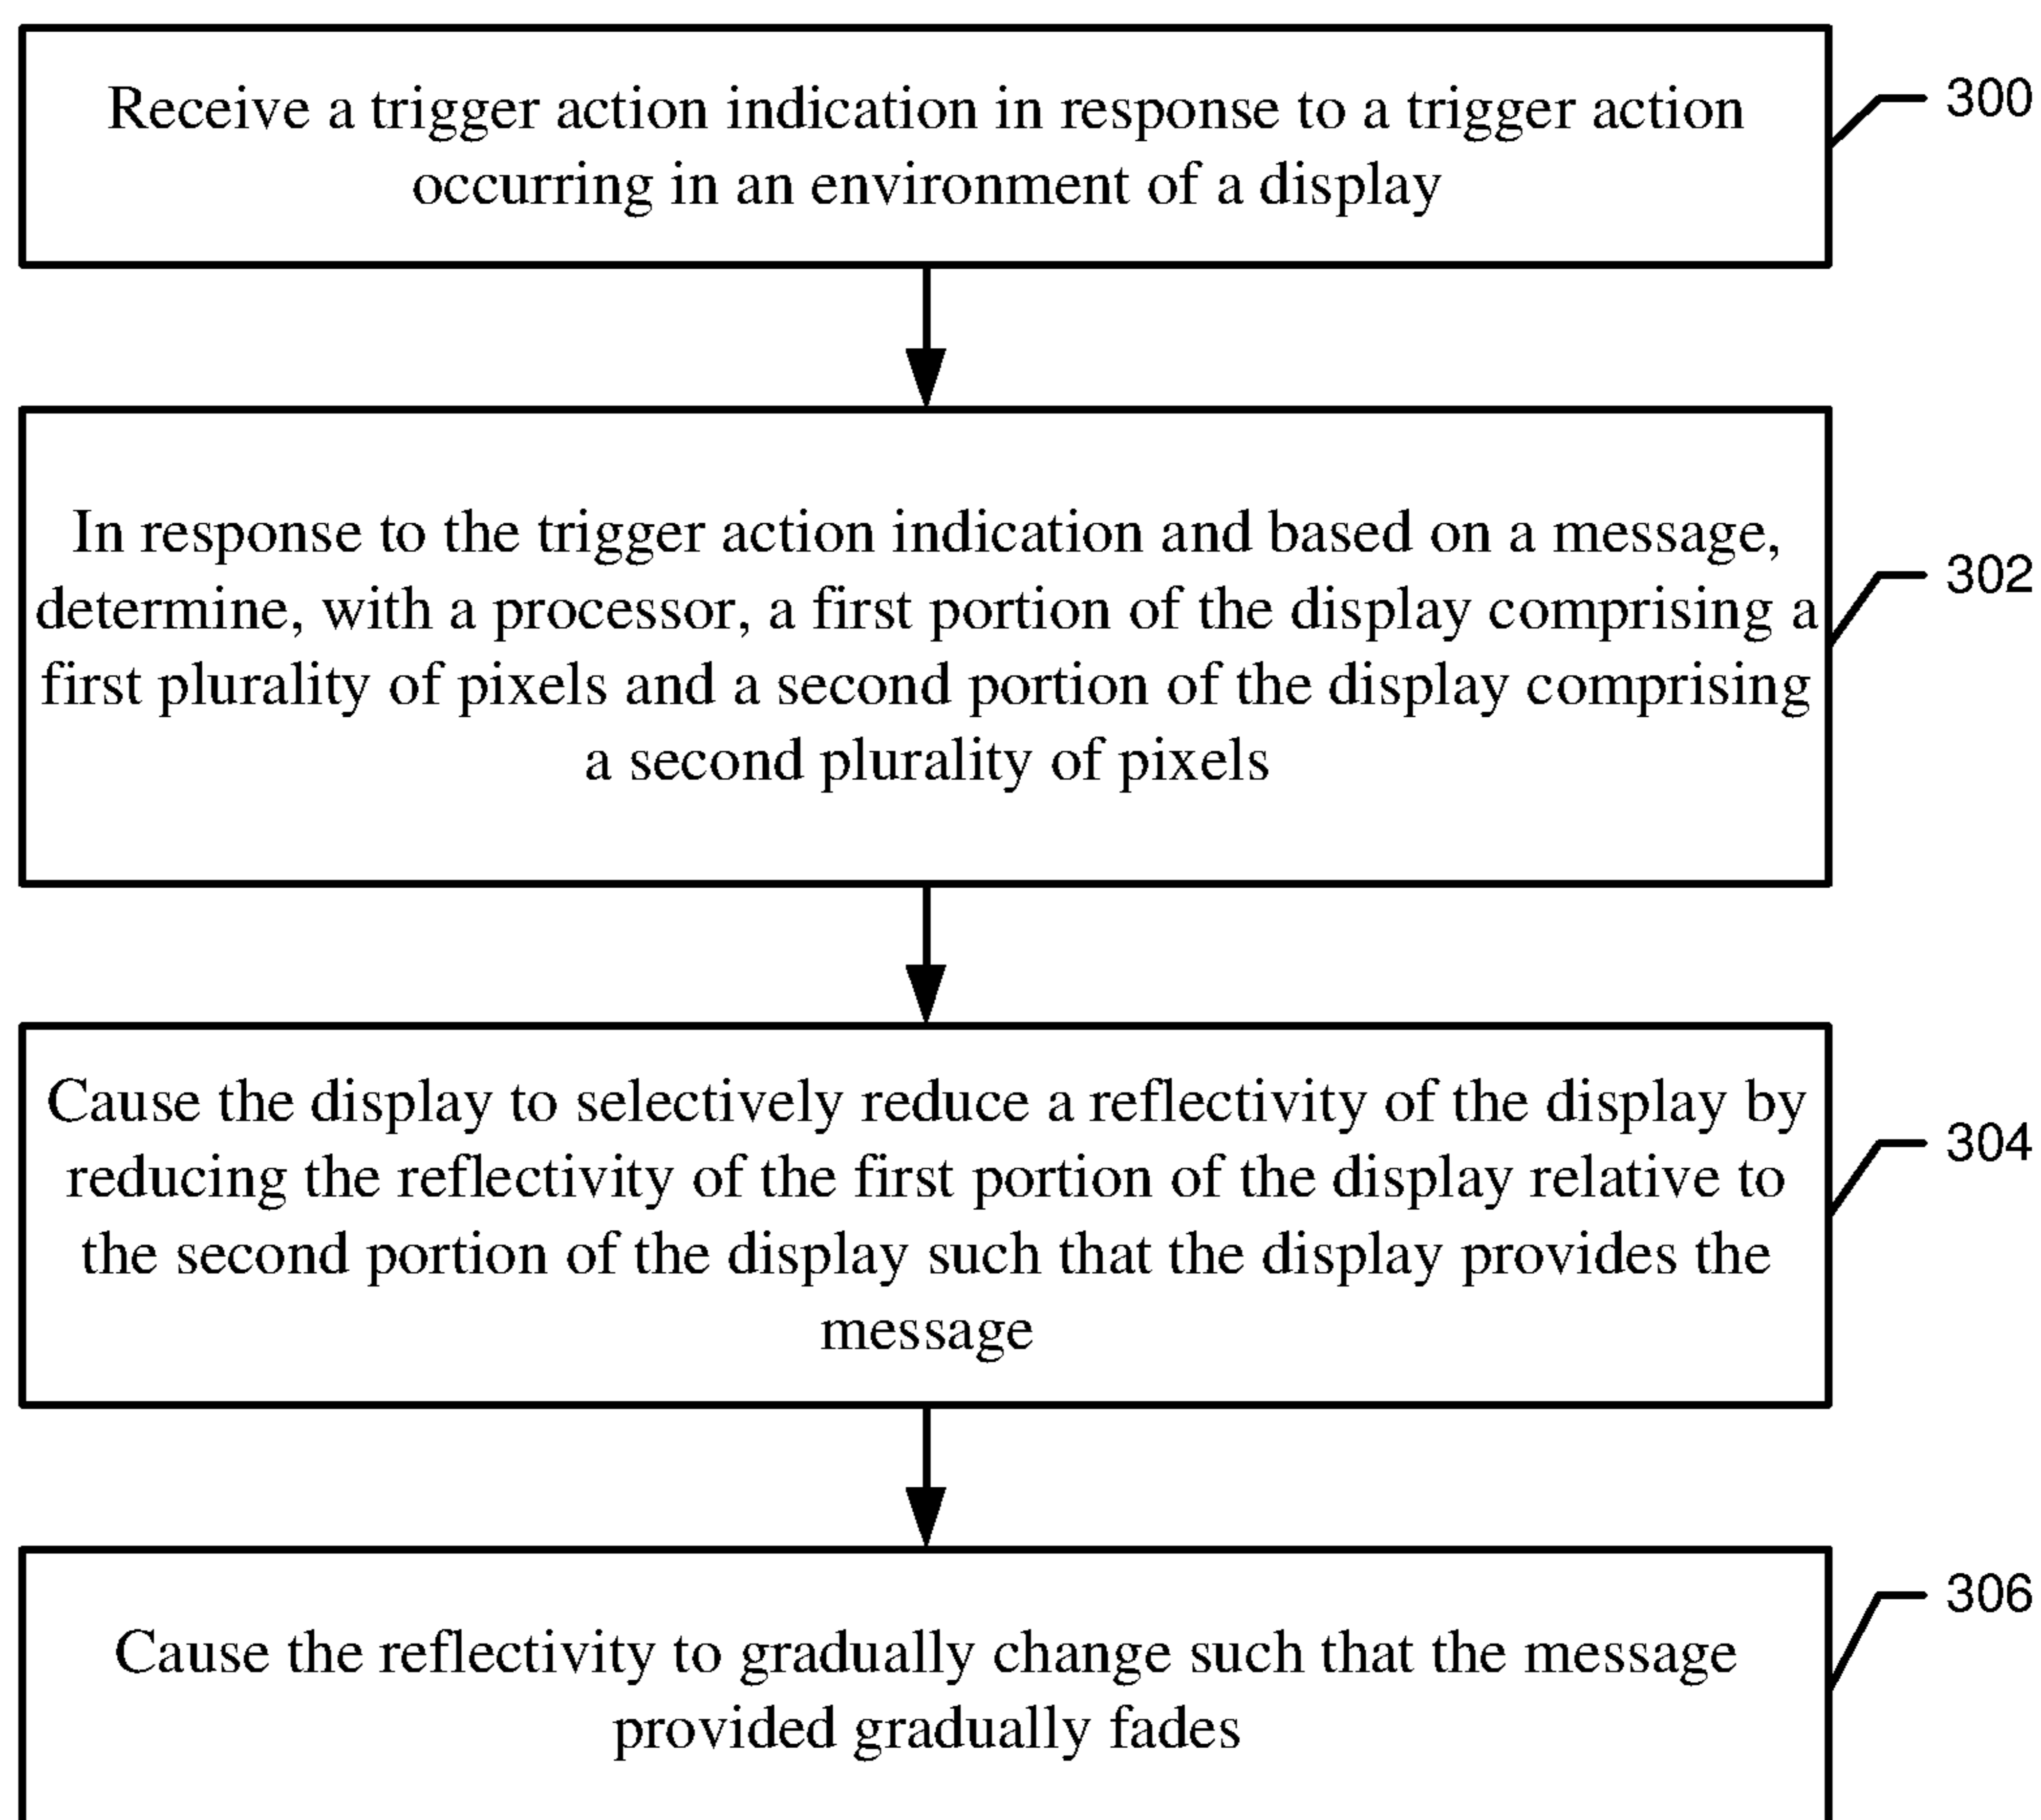 Receive a trigger action indication in response to a trigger action
occurring in an environment of a display
300
In response to the trigger action indication and based on a message,
determine, with a processor, a first portion of the display comprising a
first plurality of pixels and a second portion of the display comprising
a second plurality of pixels
302
Cause the display to selectively reduce a reflectivity of the display by
reducing the reflectivity of the first portion of the display relative to
the second portion of the display such that the display provides the
message
304
Cause the reflectivity to gradually change such that the message
provided gradually fades
306